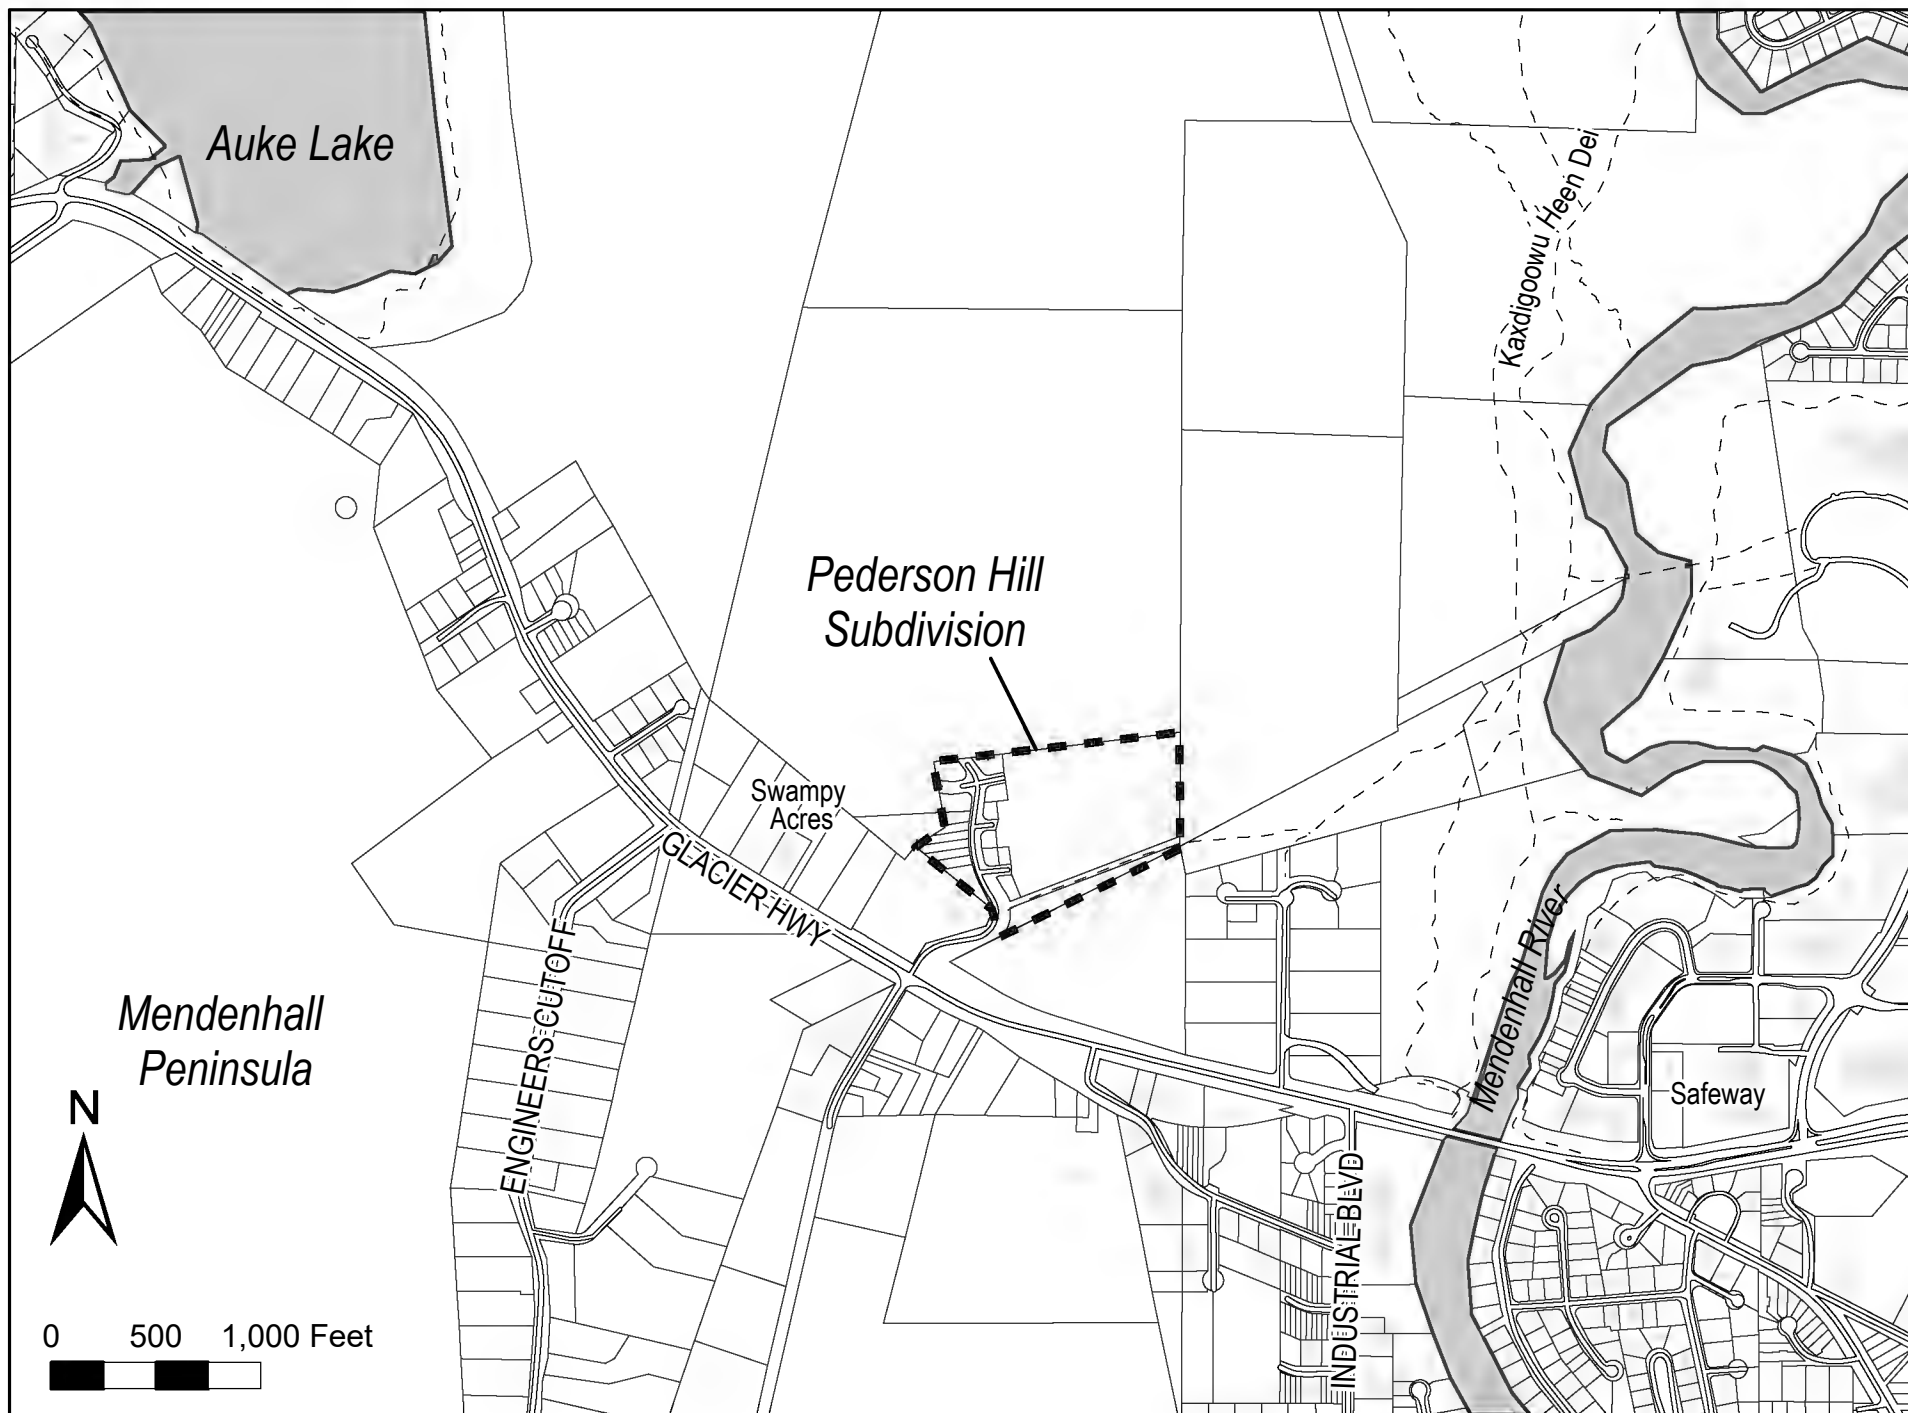 Auke Lake
Kaxdigoowu Heen Dei
Pederson Hill
Subdivision
Swampy
Acres
GLACIER HWY
ENGINEERS CUTOFF
Mendenhall
Peninsula
Mendenhall River
Safeway
INDUSTRIAL BLVD
N
0 500 1,000 Feet